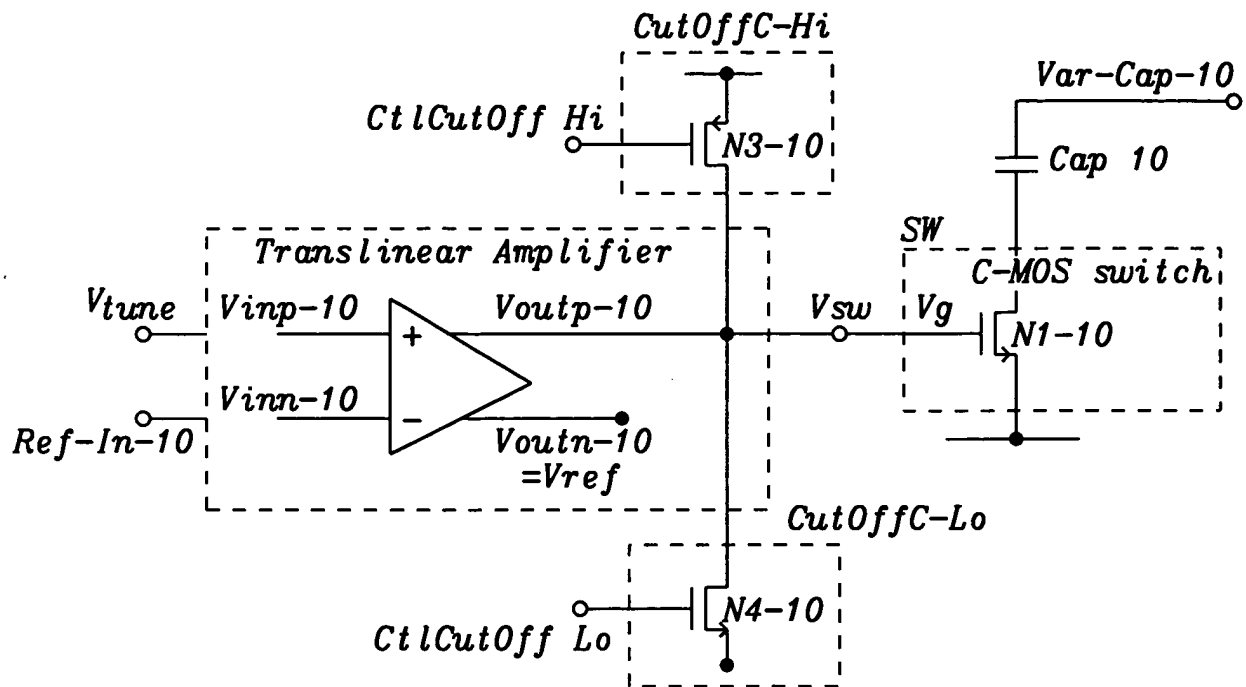 CutOffC-Hi
Var-Cap-10
CtlCutOff Hi
N3-10
Cap 10
SW
Translinear Amplifier
C-MOS switch
Vtune
Vinp-10
Voutp-10
Vsw
Vg
N1-10
+
Vinn-10
-
Ref-In-10
Voutn-10
=Vref
CutOffC-Lo
N4-10
CtlCutOff Lo